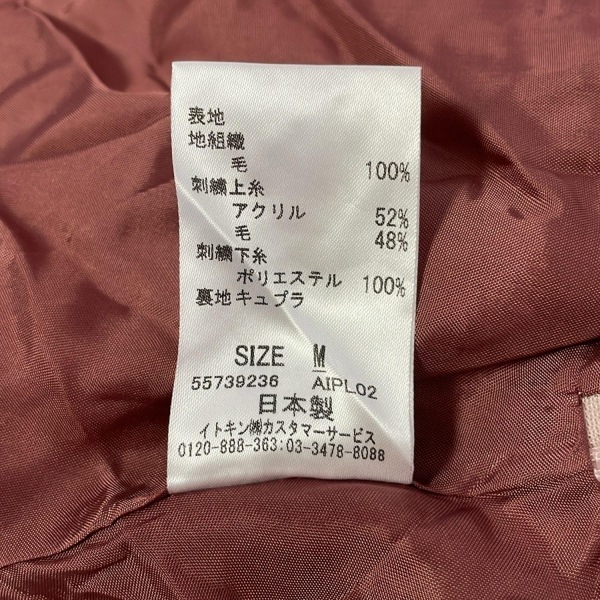 表地
地組織
毛 100%
刺繍上糸
アクリル 52%
毛 48%
刺繍下糸
ポリエステル 100%
裏地キュプラ
SIZE M
55739236 AIPL02
日本製
イトキン㈱カスタマーサービス
0120-888-363:03-3478-8088